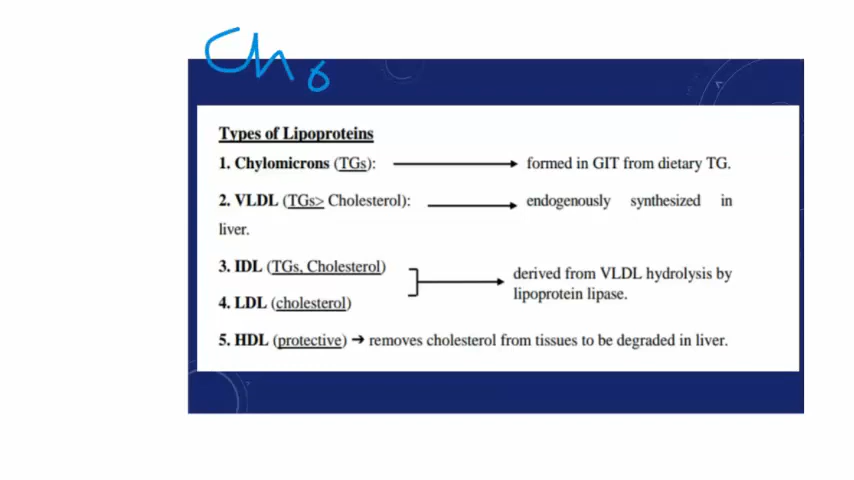 Cho
Types of Lipoproteins
1. Chylomicrons (TGs): → formed in GIT from dietary TG.
2. VLDL (TGs> Cholesterol): → endogenously synthesized in
liver.
3. IDL (TGs, Cholesterol)
4. LDL (cholesterol)
derived from VLDL hydrolysis by
lipoprotein lipase.
5. HDL (protective) → removes cholesterol from tissues to be degraded in liver.